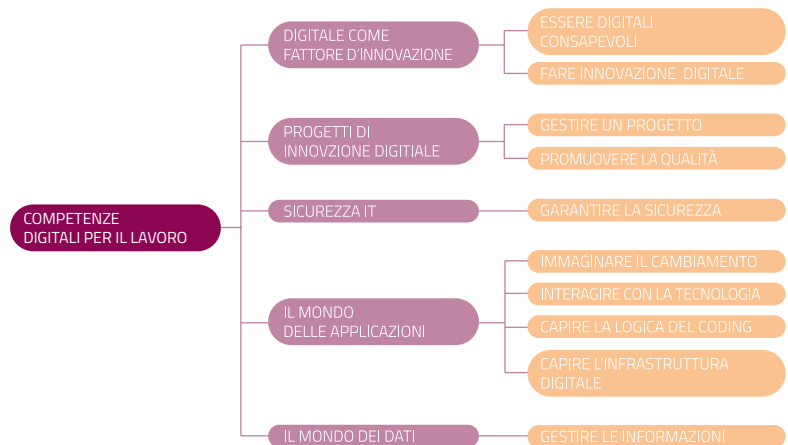 DIGITALE COME
FATTORE D'INNOVAZIONE
ESSERE DIGITALI
CONSAPEVOLI
FARE INNOVAZIONE DIGITALE
PROGETTI DI
INNOVZIONE DIGITIALE
GESTIRE UN PROGETTO
PROMUOVERE LA QUALITÀ
COMPETENZE
DIGITALI PER IL LAVORO
SICUREZZA IT
GARANTIRE LA SICUREZZA
IL MONDO
DELLE APPLICAZIONI
IMMAGINARE IL CAMBIAMENTO
INTERAGIRE CON LA TECNOLOGIA
CAPIRE LA LOGICA DEL CODING
CAPIRE L'INFRASTRUTTURA
DIGITALE
IL MONDO DEI DATI
GESTIRE LE INFORMAZIONI